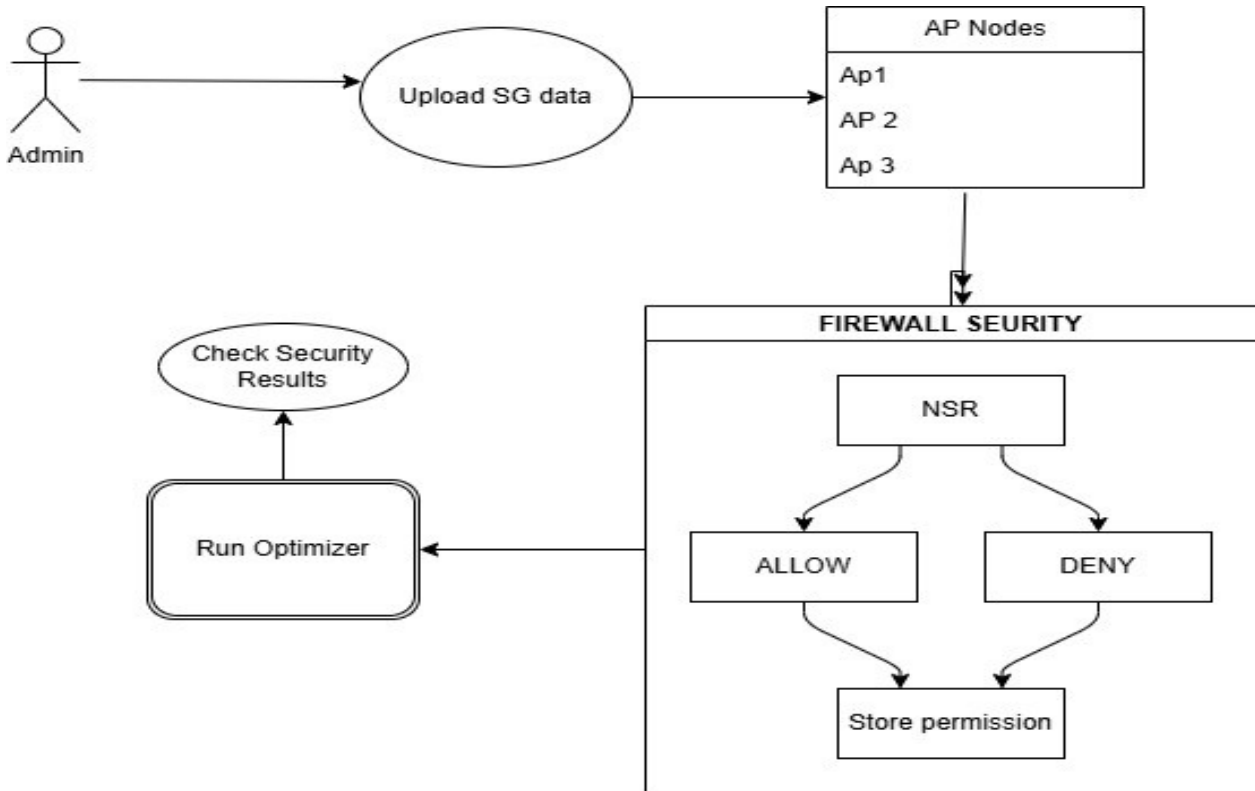 Admin
Upload SG data
AP Nodes
Ap1
AP 2
Ap 3
FIREWALL SEURITY
NSR
ALLOW
DENY
Store permission
Run Optimizer
Check Security
Results